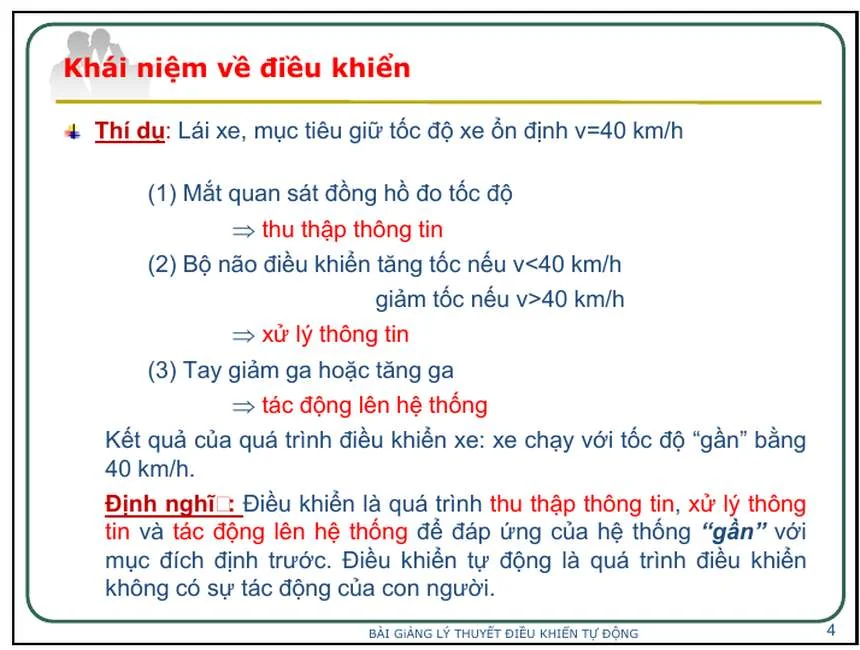 Khái niệm về điều khiển
Thí dụ: Lái xe, mục tiêu giữ tốc độ xe ổn định v=40 km/h
(1) Mắt quan sát đồng hồ đo tốc độ
⇒ thu thập thông tin
(2) Bộ não điều khiển tăng tốc nếu v<40 km/h
giảm tốc nếu v>40 km/h
⇒ xử lý thông tin
(3) Tay giảm ga hoặc tăng ga
⇒ tác động lên hệ thống
Kết quả của quá trình điều khiển xe: xe chạy với tốc độ “gần” bằng
40 km/h.
Định nghĩ□: Điều khiển là quá trình thu thập thông tin, xử lý thông
tin và tác động lên hệ thống để đáp ứng của hệ thống “gần” với
mục đích định trước. Điều khiển tự động là quá trình điều khiển
không có sự tác động của con người.
BÀI GiẢNG LÝ THUYẾT ĐIỀU KHIỂN TỰ ĐỘNG
4